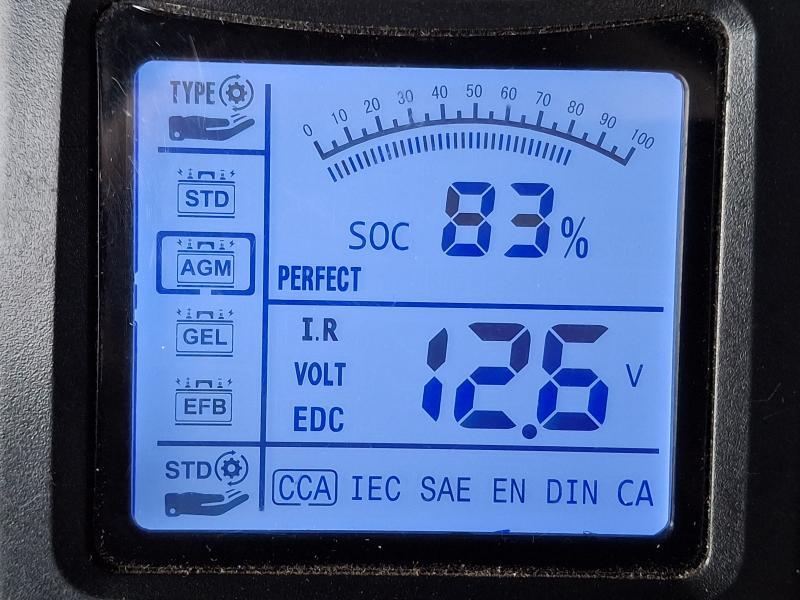 TYPE
STD
AGM
GEL
EFB
STD
0 10 20 30 40 50 60 70 80 90 100
SOC 83%
PERFECT
I.R
VOLT
EDC
12.6 V
CCA IEC SAE EN DIN CA